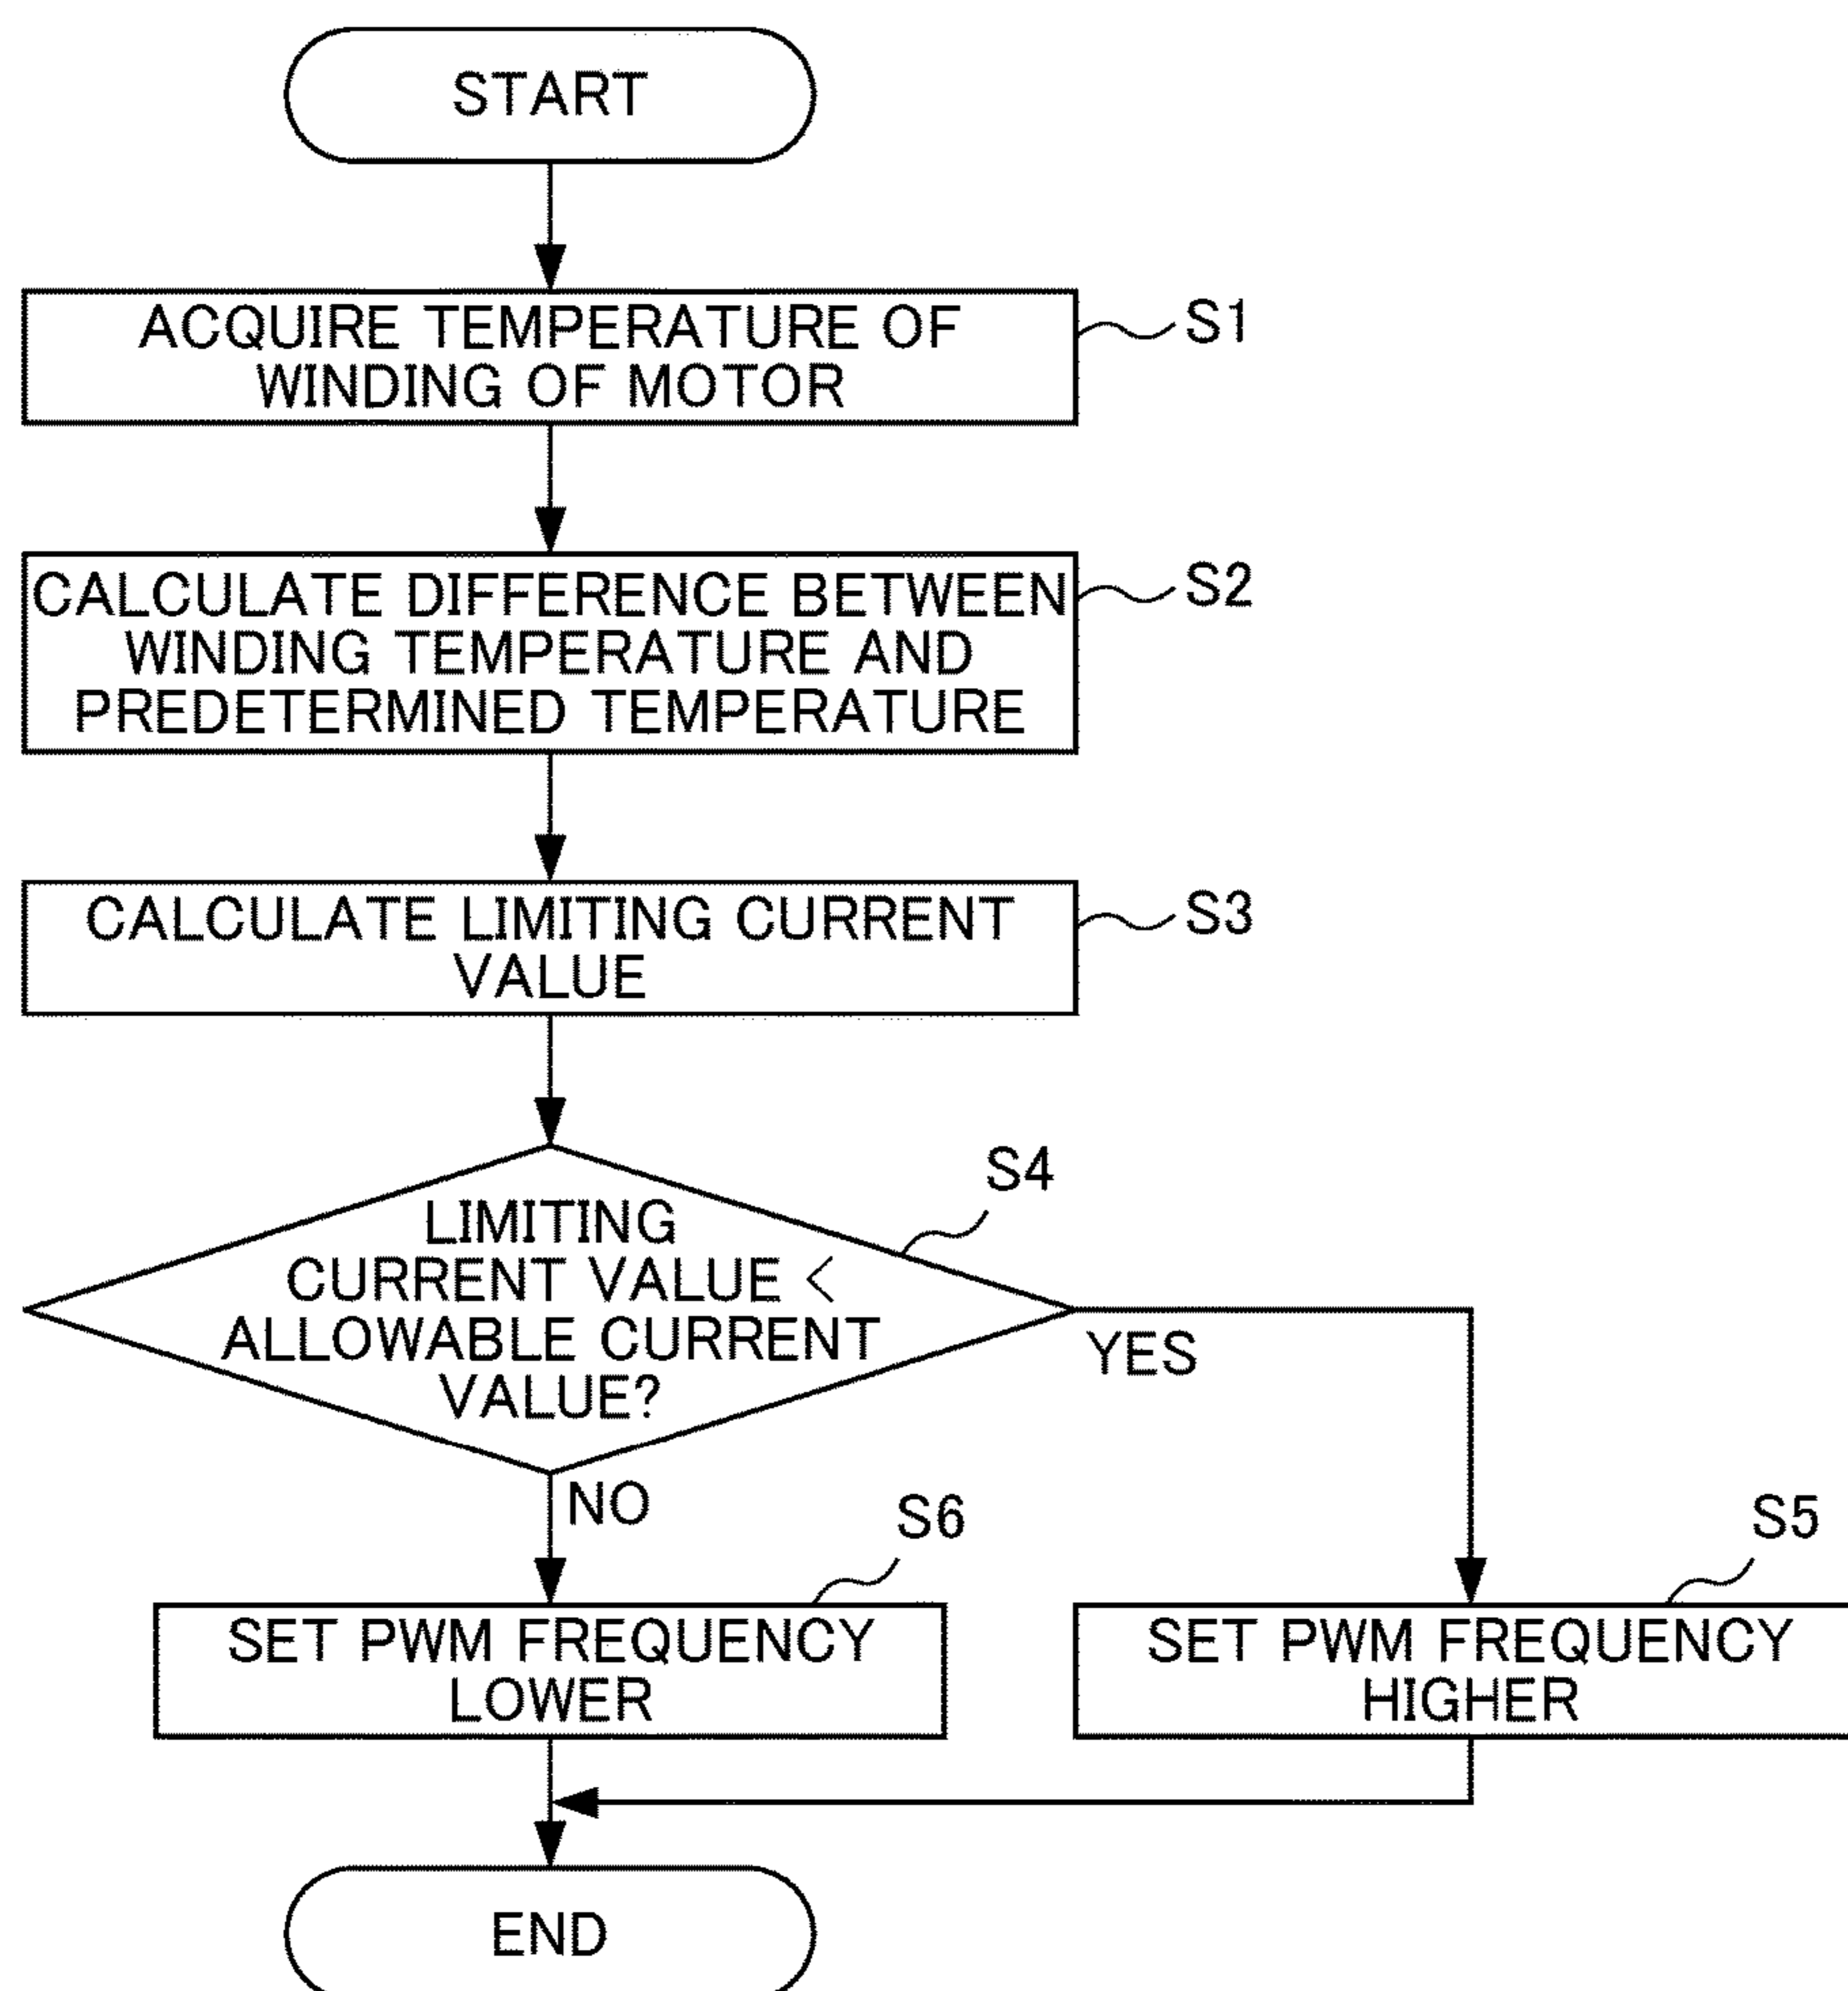 START
ACQUIRE TEMPERATURE OF
WINDING OF MOTOR
S1
CALCULATE DIFFERENCE BETWEEN
WINDING TEMPERATURE AND
PREDETERMINED TEMPERATURE
S2
CALCULATE LIMITING CURRENT
VALUE
S3
S4
LIMITING
CURRENT VALUE <
ALLOWABLE CURRENT
VALUE?
YES
NO
S6
SET PWM FREQUENCY
LOWER
S5
SET PWM FREQUENCY
HIGHER
END